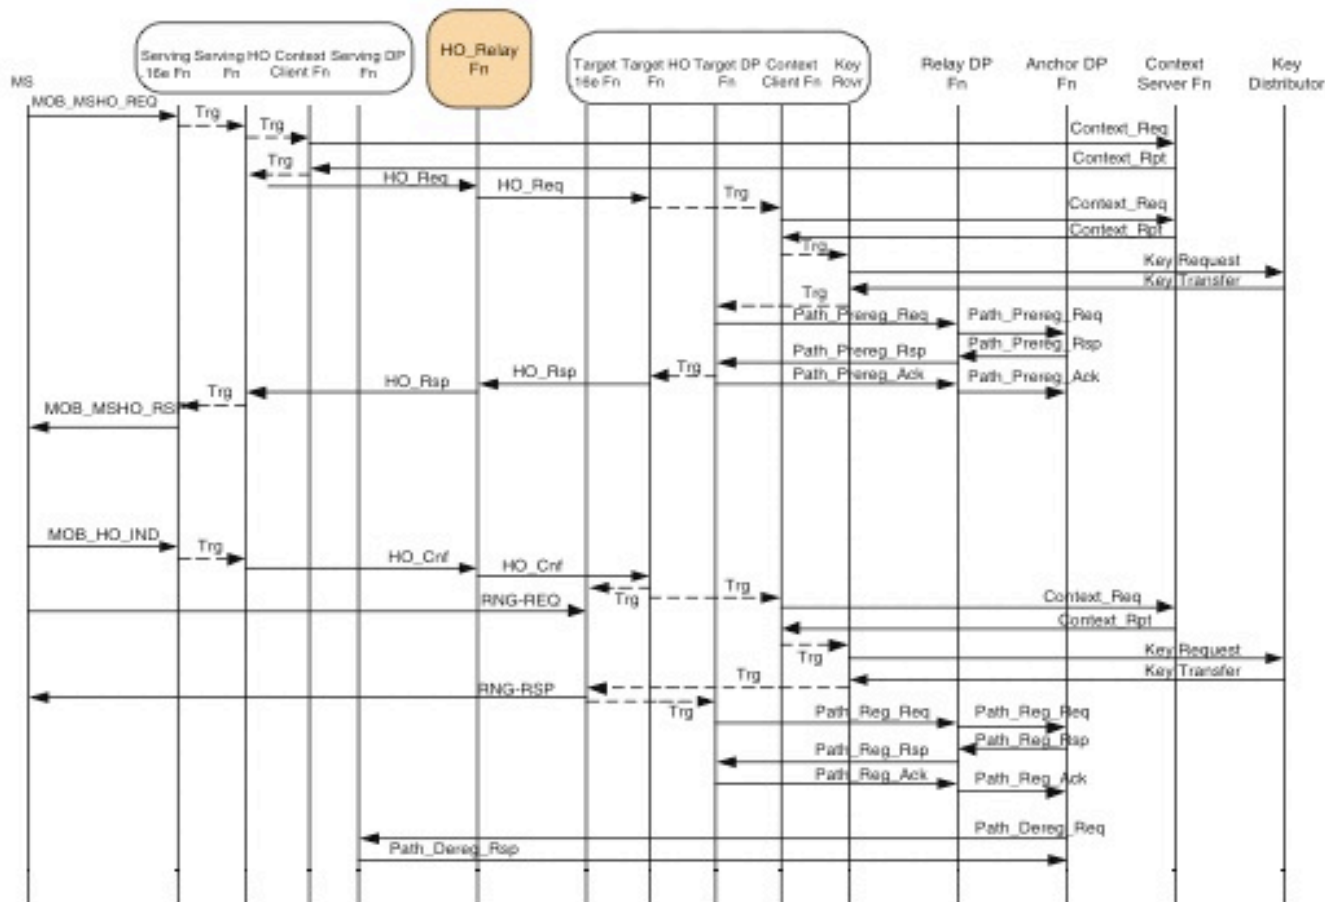 MS
Serving Serving HO Context Serving DP
16e Fn Fn Client Fn Fn
HO_Relay
Fn
Target Target HO Target DP Context Key
16e Fn Fn Fn Client Fn Rcvr
Relay DP
Fn
Anchor DP
Fn
Context
Server Fn
Key
Distributor
MOB_MSHO_REQ
Trg
Trg
Context_Req
Trg
Context_Rpt
HO_Req
HO_Req
Trg
Context_Req
Context_Rpt
Trg
Key Request
Key Transfer
Trg
Path_Prereg_Req
Path_Prereg_Req
Path_Prereg_Rsp
Path_Prereg_Rsp
Trg
HO_Rsp
HO_Rsp
Path_Prereg_Ack
Path_Prereg_Ack
Trg
MOB_MSHO_RS
MOB_HO_IND
Trg
HO_Cnf
HO_Cnf
Trg
Trg
RNG-REQ
Context_Req
Context_Rpt
Trg
Key Request
Key Transfer
Trg
RNG-RSP
Trg
Path_Reg_Req
Path_Reg_Req
Path_Reg_Rsp
Path_Reg_Rsp
Path_Reg_Ack
Path_Reg_Ack
Path_Dereg_Req
Path_Dereg_Rsp